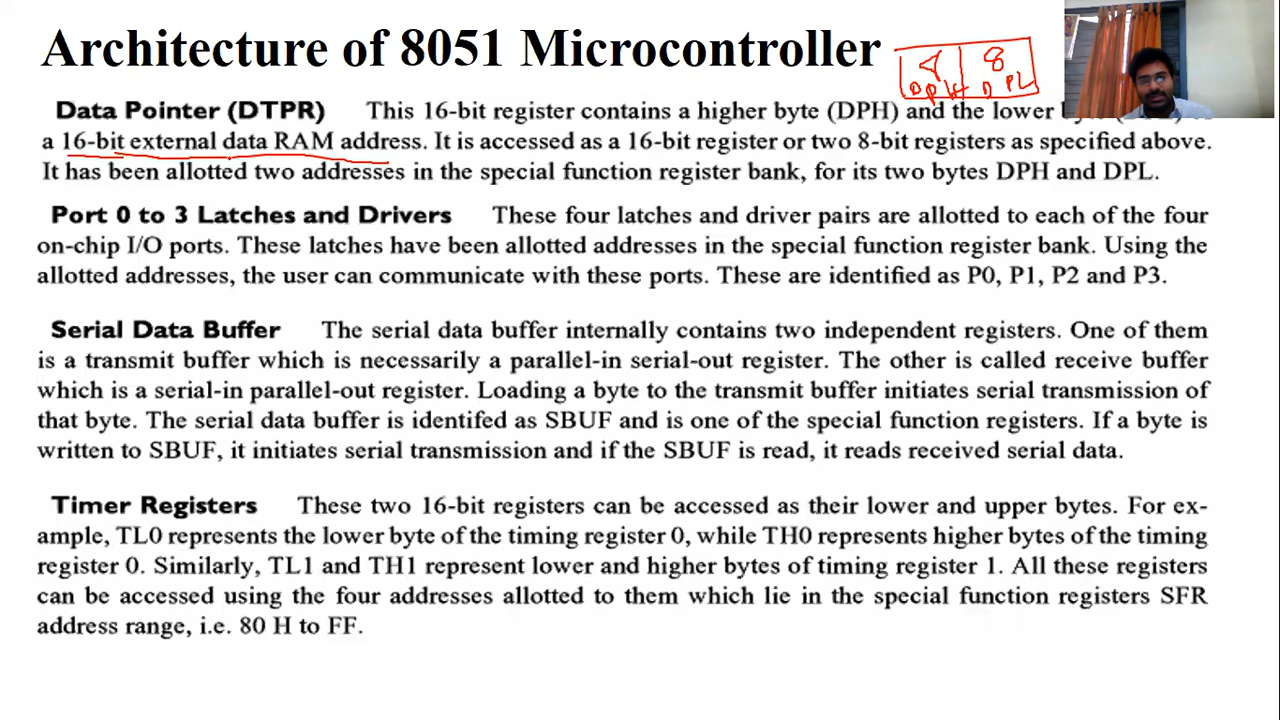 Architecture of 8051 Microcontroller
8 8
DPH DPL
Data Pointer (DTPR) This 16-bit register contains a higher byte (DPH) and the lower
a 16-bit external data RAM address. It is accessed as a 16-bit register or two 8-bit registers as specified above.
It has been allotted two addresses in the special function register bank, for its two bytes DPH and DPL.
Port 0 to 3 Latches and Drivers These four latches and driver pairs are allotted to each of the four
on-chip I/O ports. These latches have been allotted addresses in the special function register bank. Using the
allotted addresses, the user can communicate with these ports. These are identified as P0, P1, P2 and P3.
Serial Data Buffer The serial data buffer internally contains two independent registers. One of them
is a transmit buffer which is necessarily a parallel-in serial-out register. The other is called receive buffer
which is a serial-in parallel-out register. Loading a byte to the transmit buffer initiates serial transmission of
that byte. The serial data buffer is identifed as SBUF and is one of the special function registers. If a byte is
written to SBUF, it initiates serial transmission and if the SBUF is read, it reads received serial data.
Timer Registers These two 16-bit registers can be accessed as their lower and upper bytes. For ex-
ample, TL0 represents the lower byte of the timing register 0, while TH0 represents higher bytes of the timing
register 0. Similarly, TL1 and TH1 represent lower and higher bytes of timing register 1. All these registers
can be accessed using the four addresses allotted to them which lie in the special function registers SFR
address range, i.e. 80 H to FF.